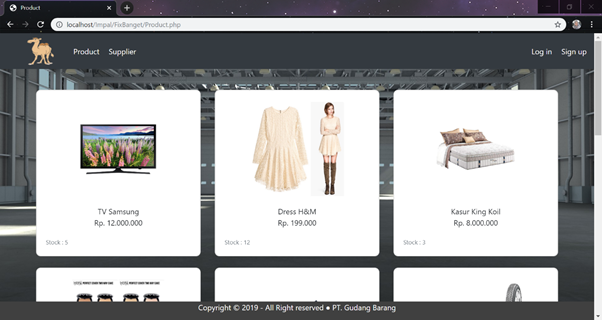 Product
localhost/Impal/FixBanget/Product.php
Product Supplier Log in Sign up
TV Samsung
Rp. 12.000.000
Stock : 5
Dress H&M
Rp. 199.000
Stock : 12
Kasur King Koil
Rp. 8.000.000
Stock : 3
Copyright © 2019 - All Right reserved ● PT. Gudang Barang